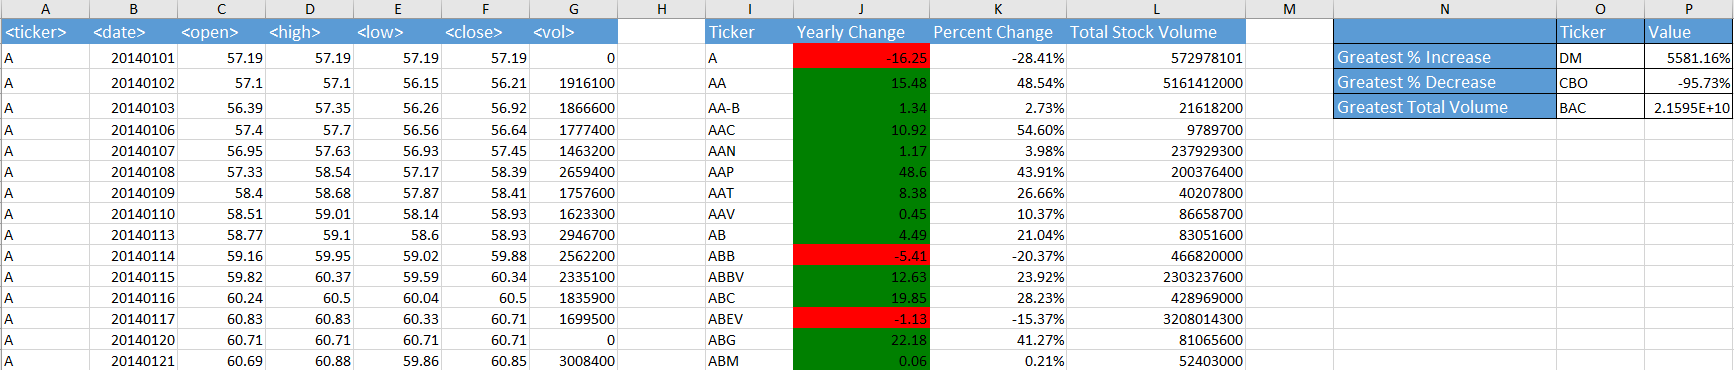 A B C D E F G H I J K L M N O P
<ticker> <date> <open> <high> <low> <close> <vol> Ticker Yearly Change Percent Change Total Stock Volume Ticker Value
A 20140101 57.19 57.19 57.19 57.19 0 A -16.25 -28.41% 572978101 Greatest % Increase DM 5581.16%
A 20140102 57.1 57.1 56.15 56.21 1916100 AA 15.48 48.54% 5161412000 Greatest % Decrease CBO -95.73%
A 20140103 56.39 57.35 56.26 56.92 1866600 AA-B 1.34 2.73% 21618200 Greatest Total Volume BAC 2.1595E+10
A 20140106 57.4 57.7 56.56 56.64 1777400 AAC 10.92 54.60% 9789700
A 20140107 56.95 57.63 56.93 57.45 1463200 AAN 1.17 3.98% 237929300
A 20140108 57.33 58.54 57.17 58.39 2659400 AAP 48.6 43.91% 200376400
A 20140109 58.4 58.68 57.87 58.41 1757600 AAT 8.38 26.66% 40207800
A 20140110 58.51 59.01 58.14 58.93 1623300 AAV 0.45 10.37% 86658700
A 20140113 58.77 59.1 58.6 58.93 2946700 AB 4.49 21.04% 83051600
A 20140114 59.16 59.95 59.02 59.88 2562200 ABB -5.41 -20.37% 466820000
A 20140115 59.82 60.37 59.59 60.34 2335100 ABBV 12.63 23.92% 2303237600
A 20140116 60.24 60.5 60.04 60.5 1835900 ABC 19.85 28.23% 428969000
A 20140117 60.83 60.83 60.33 60.71 1699500 ABEV -1.13 -15.37% 3208014300
A 20140120 60.71 60.71 60.71 60.71 0 ABG 22.18 41.27% 81065600
A 20140121 60.69 60.88 59.86 60.85 3008400 ABM 0.06 0.21% 52403000